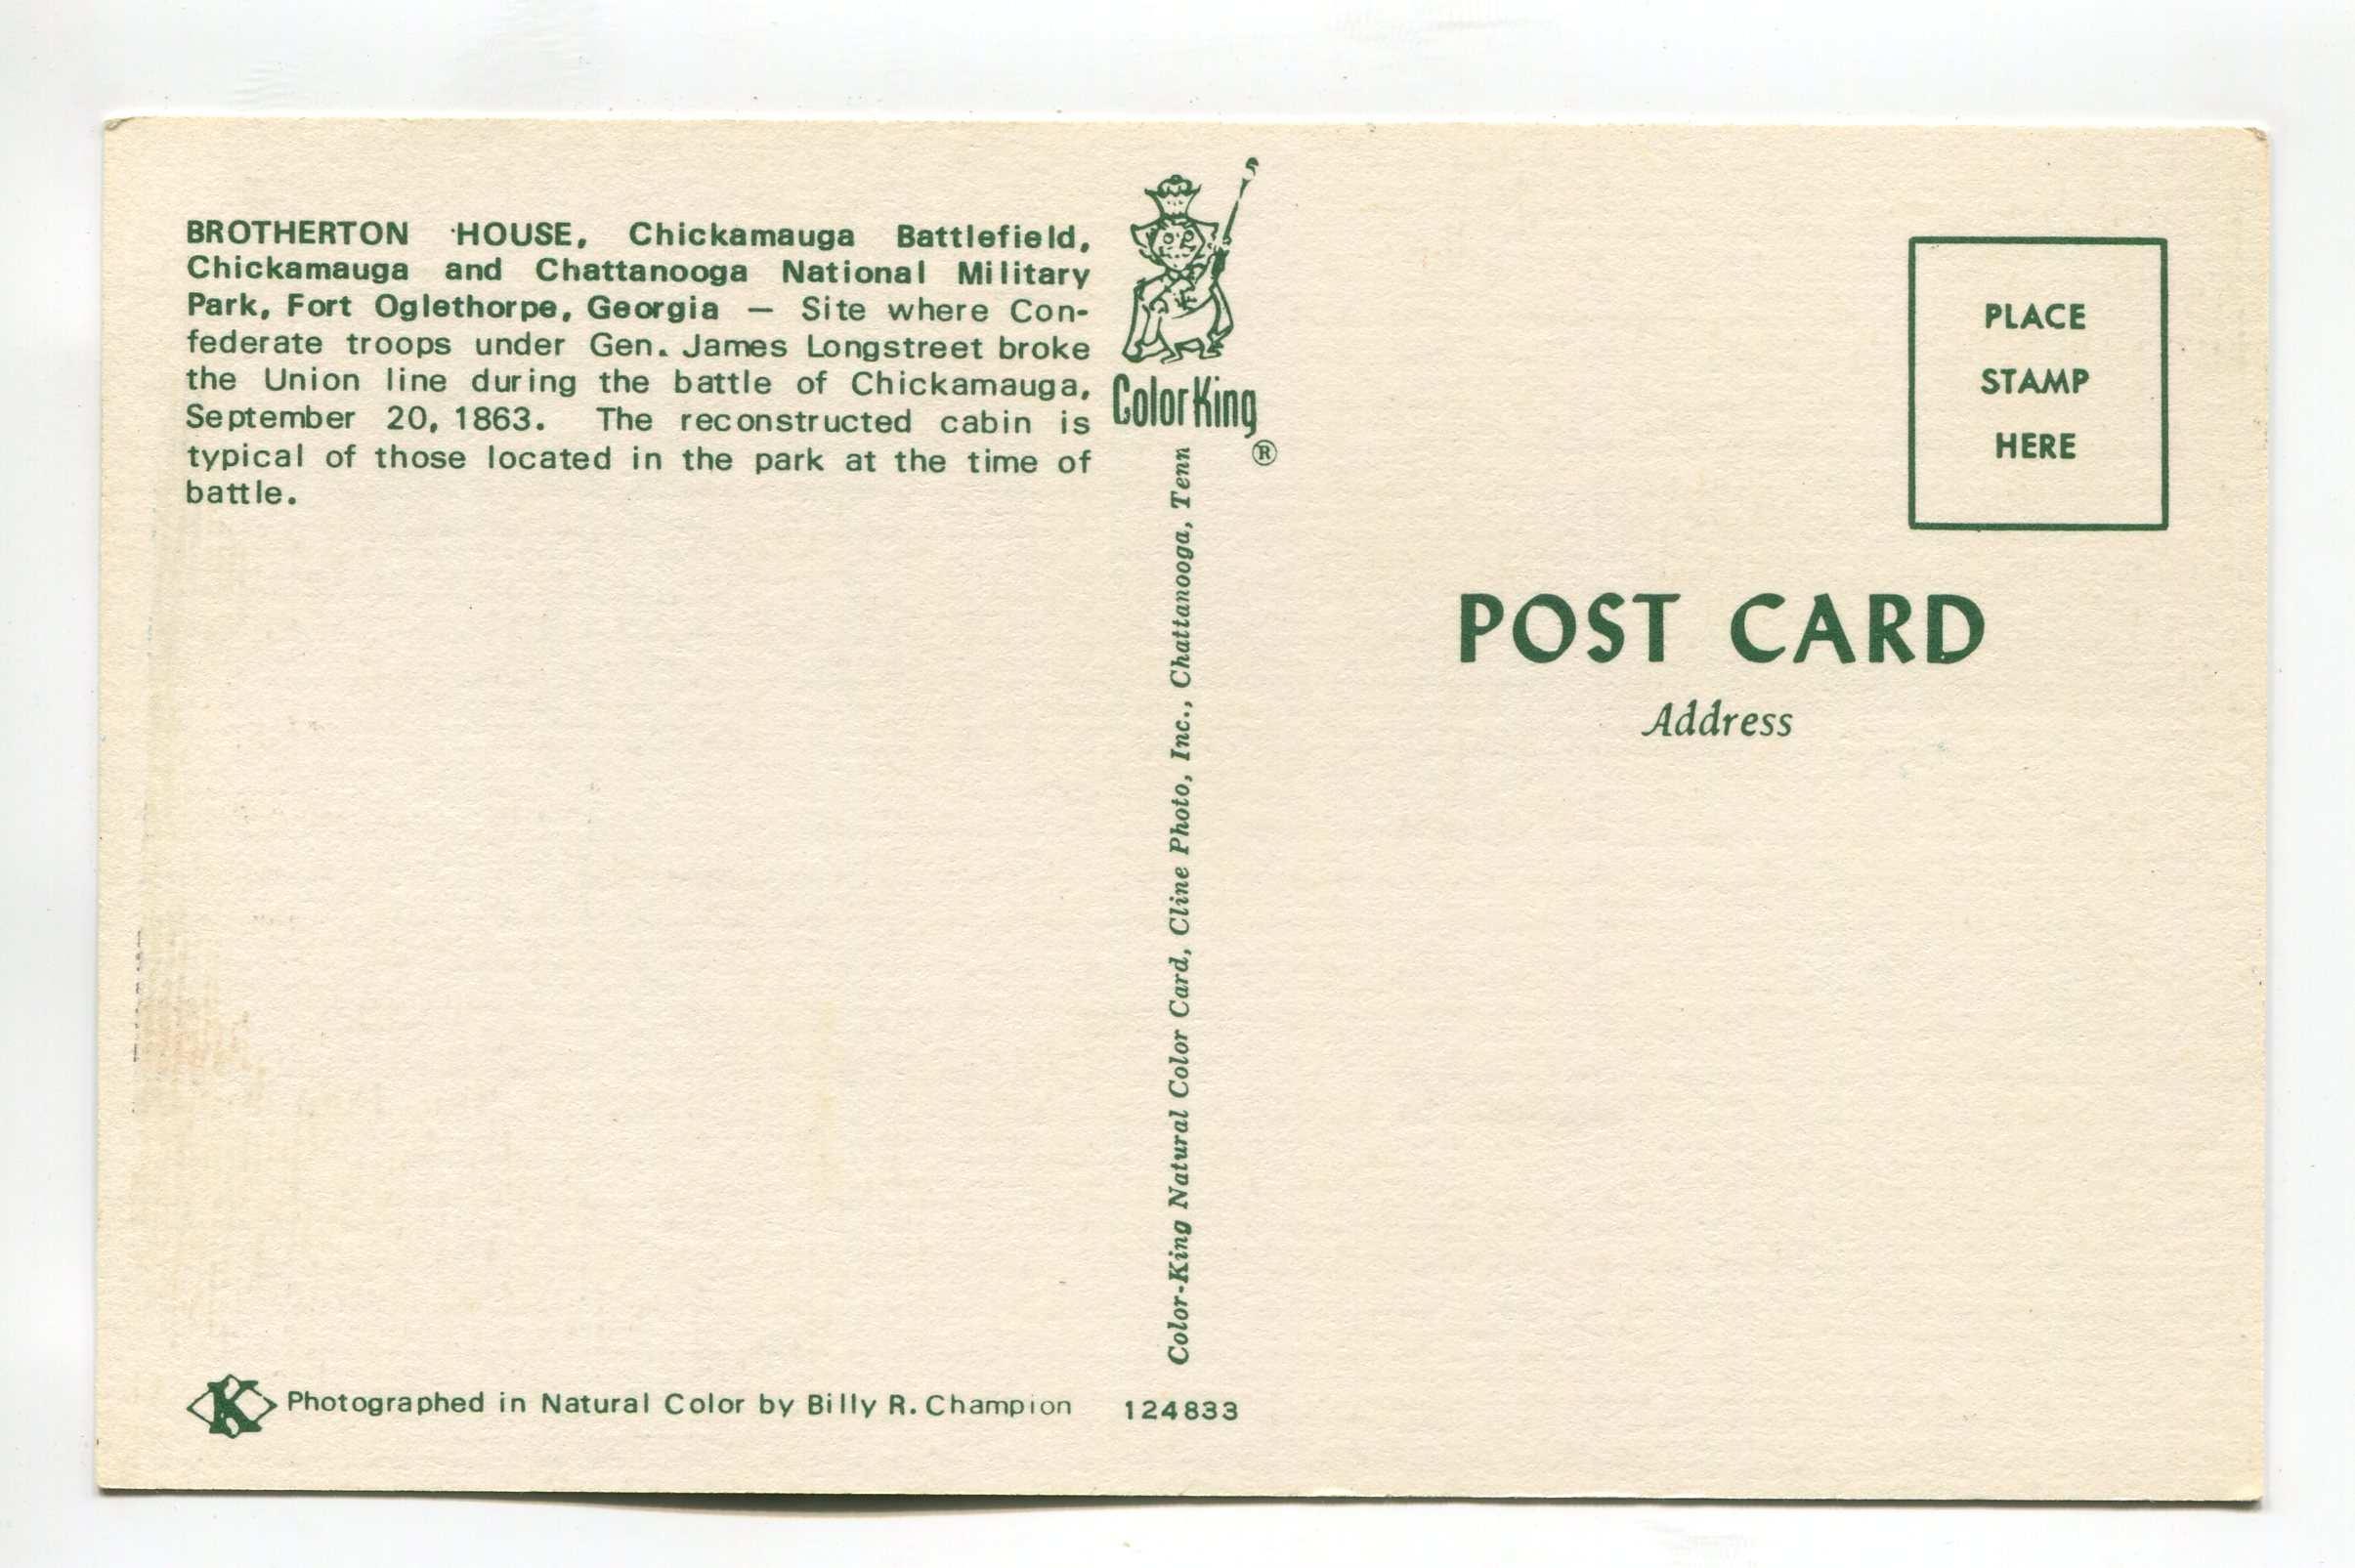 BROTHERTON HOUSE, Chickamauga Battlefield,
Chickamauga and Chattanooga National Military
Park, Fort Oglethorpe, Georgia — Site where Con-
federate troops under Gen. James Longstreet broke
the Union line during the battle of Chickamauga,
September 20, 1863. The reconstructed cabin is
typical of those located in the park at the time of
battle.
K Photographed in Natural Color by Billy R. Champion
ColorKing
®
Color-King Natural Color Card, Cline Photo, Inc., Chattanooga, Tenn
124833
PLACE
STAMP
HERE
POST CARD
Address